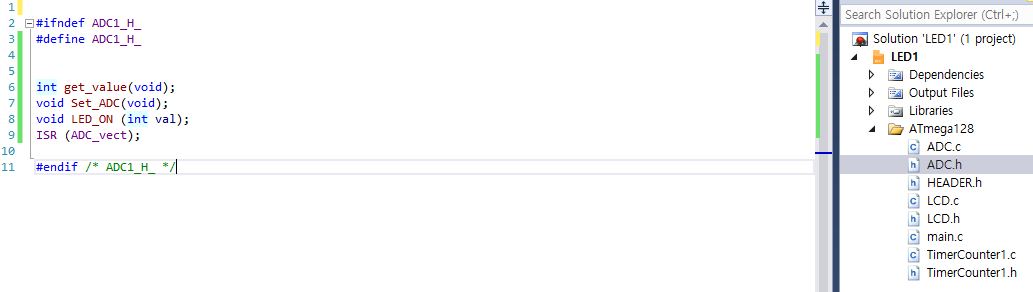 1
2 #ifndef ADC1_H_
3 #define ADC1_H_
4
5
6 int get_value(void);
7 void Set_ADC(void);
8 void LED_ON (int val);
9 ISR (ADC_vect);
10
11 #endif /* ADC1_H_ */
Search Solution Explorer (Ctrl+;)
Solution 'LED1' (1 project)
LED1
Dependencies
Output Files
Libraries
ATmega128
ADC.c
ADC.h
HEADER.h
LCD.c
LCD.h
main.c
TimerCounter1.c
TimerCounter1.h